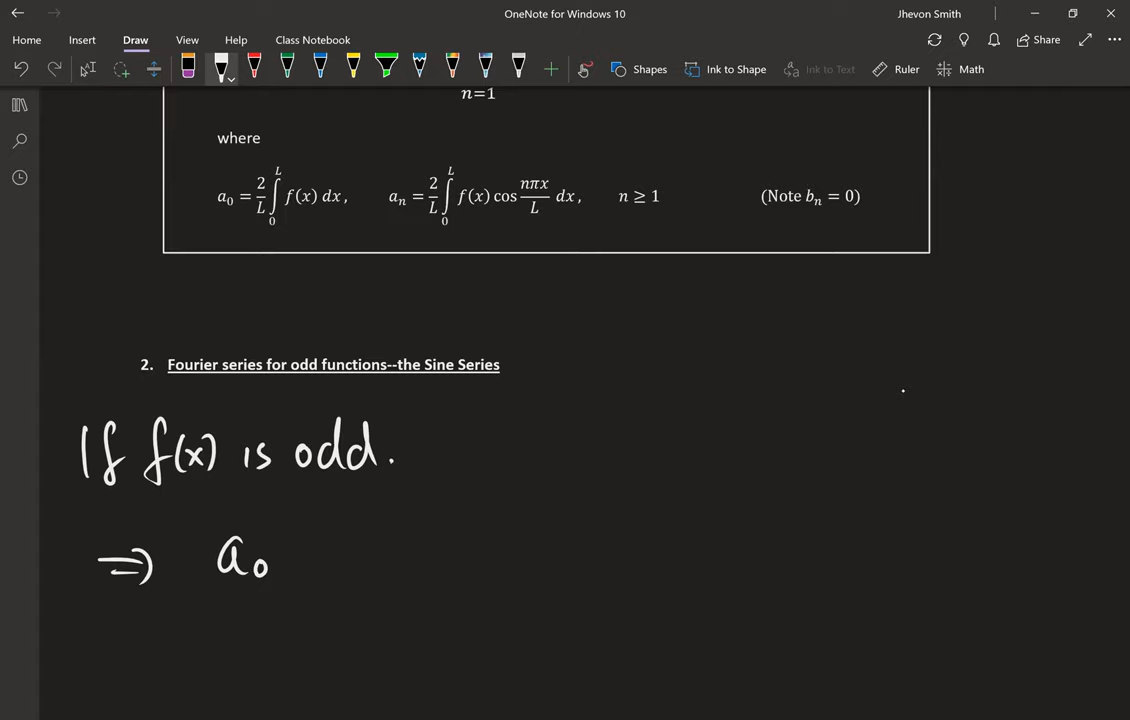 OneNote for Windows 10
Jhevon Smith
Home Insert Draw View Help Class Notebook
Share
Shapes Ink to Shape Ink to Text Ruler Math
n=1
where
a₀ = 2/L ∫₀ᴸ f(x) dx, aₙ = 2/L ∫₀ᴸ f(x) cos nπx/L dx, n ≥ 1 (Note bₙ = 0)
2. Fourier series for odd functions--the Sine Series
If f(x) is odd.
⇒ a₀